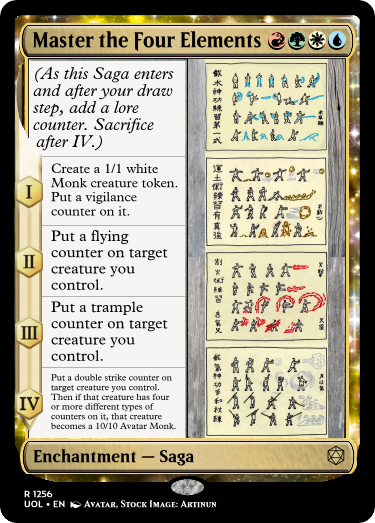 Master the Four Elements
(As this Saga enters
and after your draw
step, add a lore
counter. Sacrifice
after IV.)
I
Create a 1/1 white
Monk creature token.
Put a vigilance
counter on it.
II
Put a flying
counter on target
creature you
control.
III
Put a trample
counter on target
creature you
control.
IV
Put a double strike counter on
target creature you control.
Then if that creature has four
or more different types of
counters on it, that creature
becomes a 10/10 Avatar Monk.
Enchantment — Saga
R 1256
UOL • EN Avatar, Stock Image: Artinun